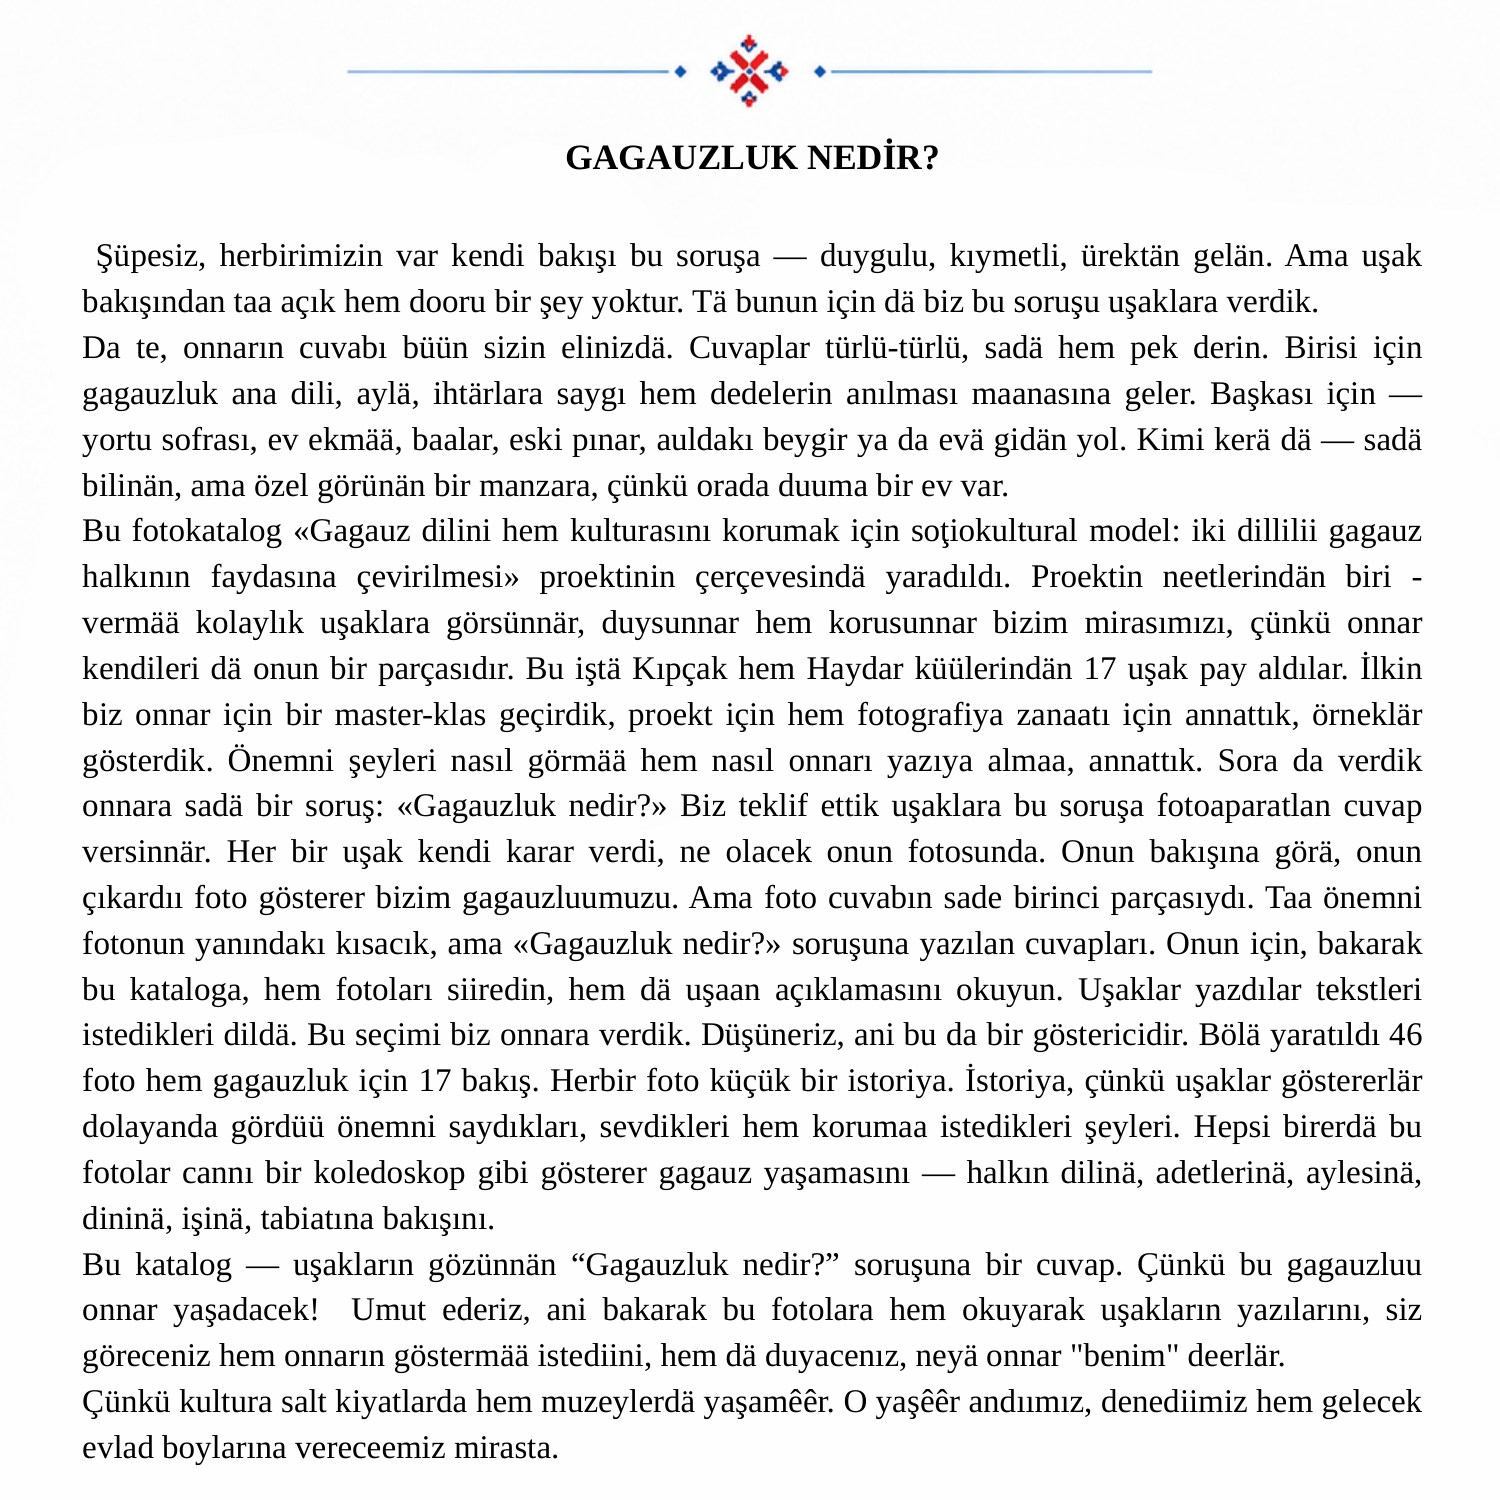 GAGAUZLUK NEDİR?
Şüpesiz, herbirimizin var kendi bakışı bu soruşa — duygulu, kıymetli, ürektän gelän. Ama uşak
bakışından taa açık hem dooru bir şey yoktur. Tä bunun için dä biz bu soruşu uşaklara verdik.
Da te, onnarın cuvabı büün sizin elinizdä. Cuvaplar türlü-türlü, sadä hem pek derin. Birisi için
gagauzluk ana dili, aylä, ihtärlara saygı hem dedelerin anılması maanasına geler. Başkası için —
yortu sofrası, ev ekmää, baalar, eski pınar, auldakı beygir ya da evä gidän yol. Kimi kerä dä — sadä
bilinän, ama özel görünän bir manzara, çünkü orada duuma bir ev var.
Bu fotokatalog «Gagauz dilini hem kulturasını korumak için soţiokultural model: iki dillilii gagauz
halkının faydasına çevirilmesi» proektinin çerçevesindä yaradıldı. Proektin neetlerindän biri -
vermää kolaylık uşaklara görsünnär, duysunnar hem korusunnar bizim mirasımızı, çünkü onnar
kendileri dä onun bir parçasıdır. Bu iştä Kıpçak hem Haydar küülerindän 17 uşak pay aldılar. İlkin
biz onnar için bir master-klas geçirdik, proekt için hem fotografiya zanaatı için annattık, örneklär
gösterdik. Önemni şeyleri nasıl görmää hem nasıl onnarı yazıya almaa, annattık. Sora da verdik
onnara sadä bir soruş: «Gagauzluk nedir?» Biz teklif ettik uşaklara bu soruşa fotoaparatlan cuvap
versinnär. Her bir uşak kendi karar verdi, ne olacek onun fotosunda. Onun bakışına görä, onun
çıkardıı foto gösterer bizim gagauzluumuzu. Ama foto cuvabın sade birinci parçasıydı. Taa önemni
fotonun yanındakı kısacık, ama «Gagauzluk nedir?» soruşuna yazılan cuvapları. Onun için, bakarak
bu kataloga, hem fotoları siiredin, hem dä uşaan açıklamasını okuyun. Uşaklar yazdılar tekstleri
istedikleri dildä. Bu seçimi biz onnara verdik. Düşüneriz, ani bu da bir göstericidir. Bölä yaratıldı 46
foto hem gagauzluk için 17 bakış. Herbir foto küçük bir istoriya. İstoriya, çünkü uşaklar göstererlär
dolayanda gördüü önemni saydıkları, sevdikleri hem korumaa istedikleri şeyleri. Hepsi birerdä bu
fotolar cannı bir koledoskop gibi gösterer gagauz yaşamasını — halkın dilinä, adetlerinä, aylesinä,
dininä, işinä, tabiatına bakışını.
Bu katalog — uşakların gözünnän “Gagauzluk nedir?” soruşuna bir cuvap. Çünkü bu gagauzluu
onnar yaşadacek! Umut ederiz, ani bakarak bu fotolara hem okuyarak uşakların yazılarını, siz
göreceniz hem onnarın göstermää istediini, hem dä duyacenız, neyä onnar "benim" deerlär.
Çünkü kultura salt kiyatlarda hem muzeylerdä yaşamêêr. O yaşêêr andıımız, denediimiz hem gelecek
evlad boylarına vereceemiz mirasta.